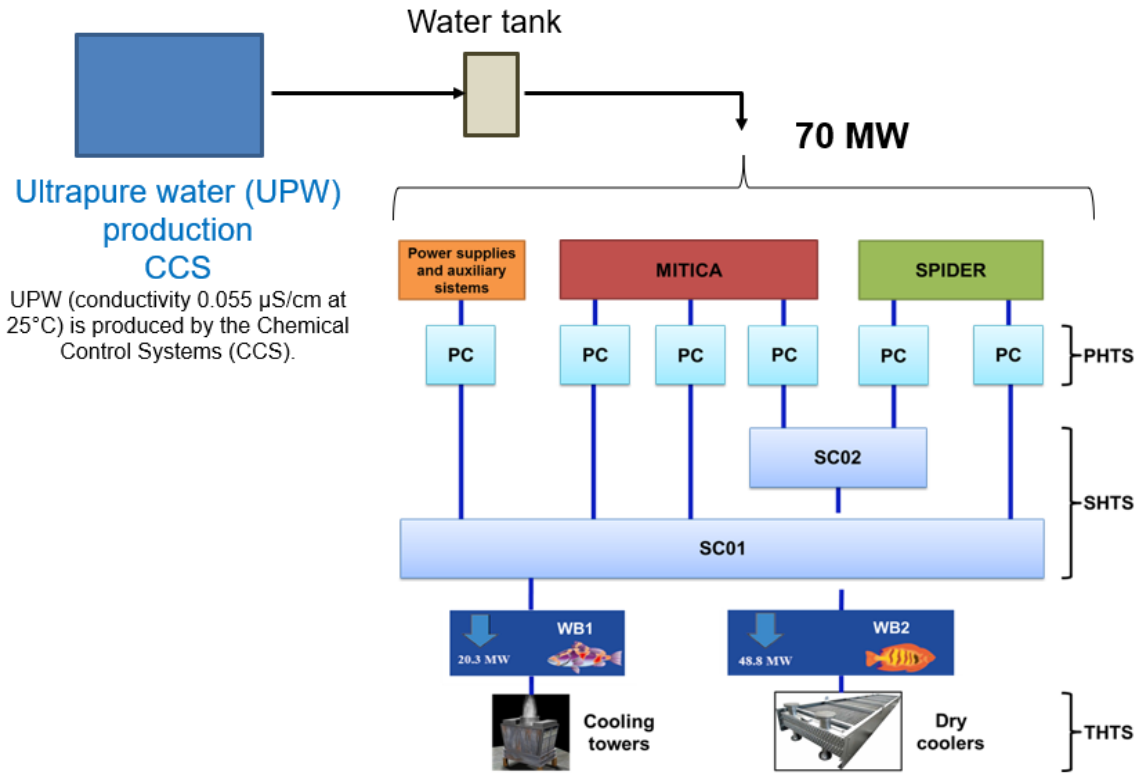 Water tank
70 MW
Ultrapure water (UPW)
production
CCS
UPW (conductivity 0.055 µS/cm at
25°C) is produced by the Chemical
Control Systems (CCS).
Power supplies
and auxiliary
sistems
MITICA
SPIDER
PC
PC
PC
PC
PC
PC
PHTS
SC02
SHTS
SC01
WB1
20.3 MW
WB2
48.8 MW
Cooling
towers
Dry
coolers
THTS